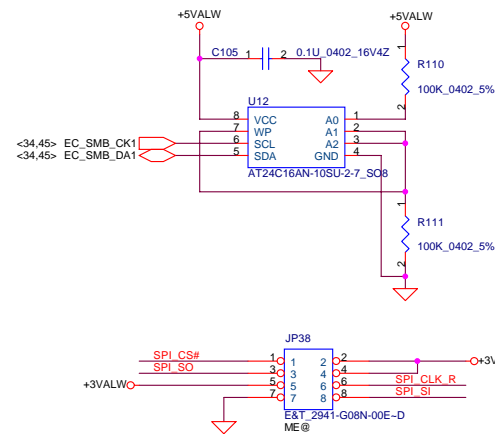 +5VALW
+5VALW
C105 1 2 0.1U_0402_16V4Z
1
R110
100K_0402_5%
2
U12
8 VCC A0 1
7 WP A1 2
<34,45> EC_SMB_CK1 6 SCL A2 3
<34,45> EC_SMB_DA1 5 SDA GND 4
AT24C16AN-10SU-2-7_SO8
1
R111
100K_0402_5%
2
JP38
SPI_CS# 1 1 2 2 +3V
SPI_SO 3 3 4 4
+3VALW 5 5 6 6 SPI_CLK_R
7 7 8 8 SPI_SI
E&T_2941-G08N-00E~D
ME@